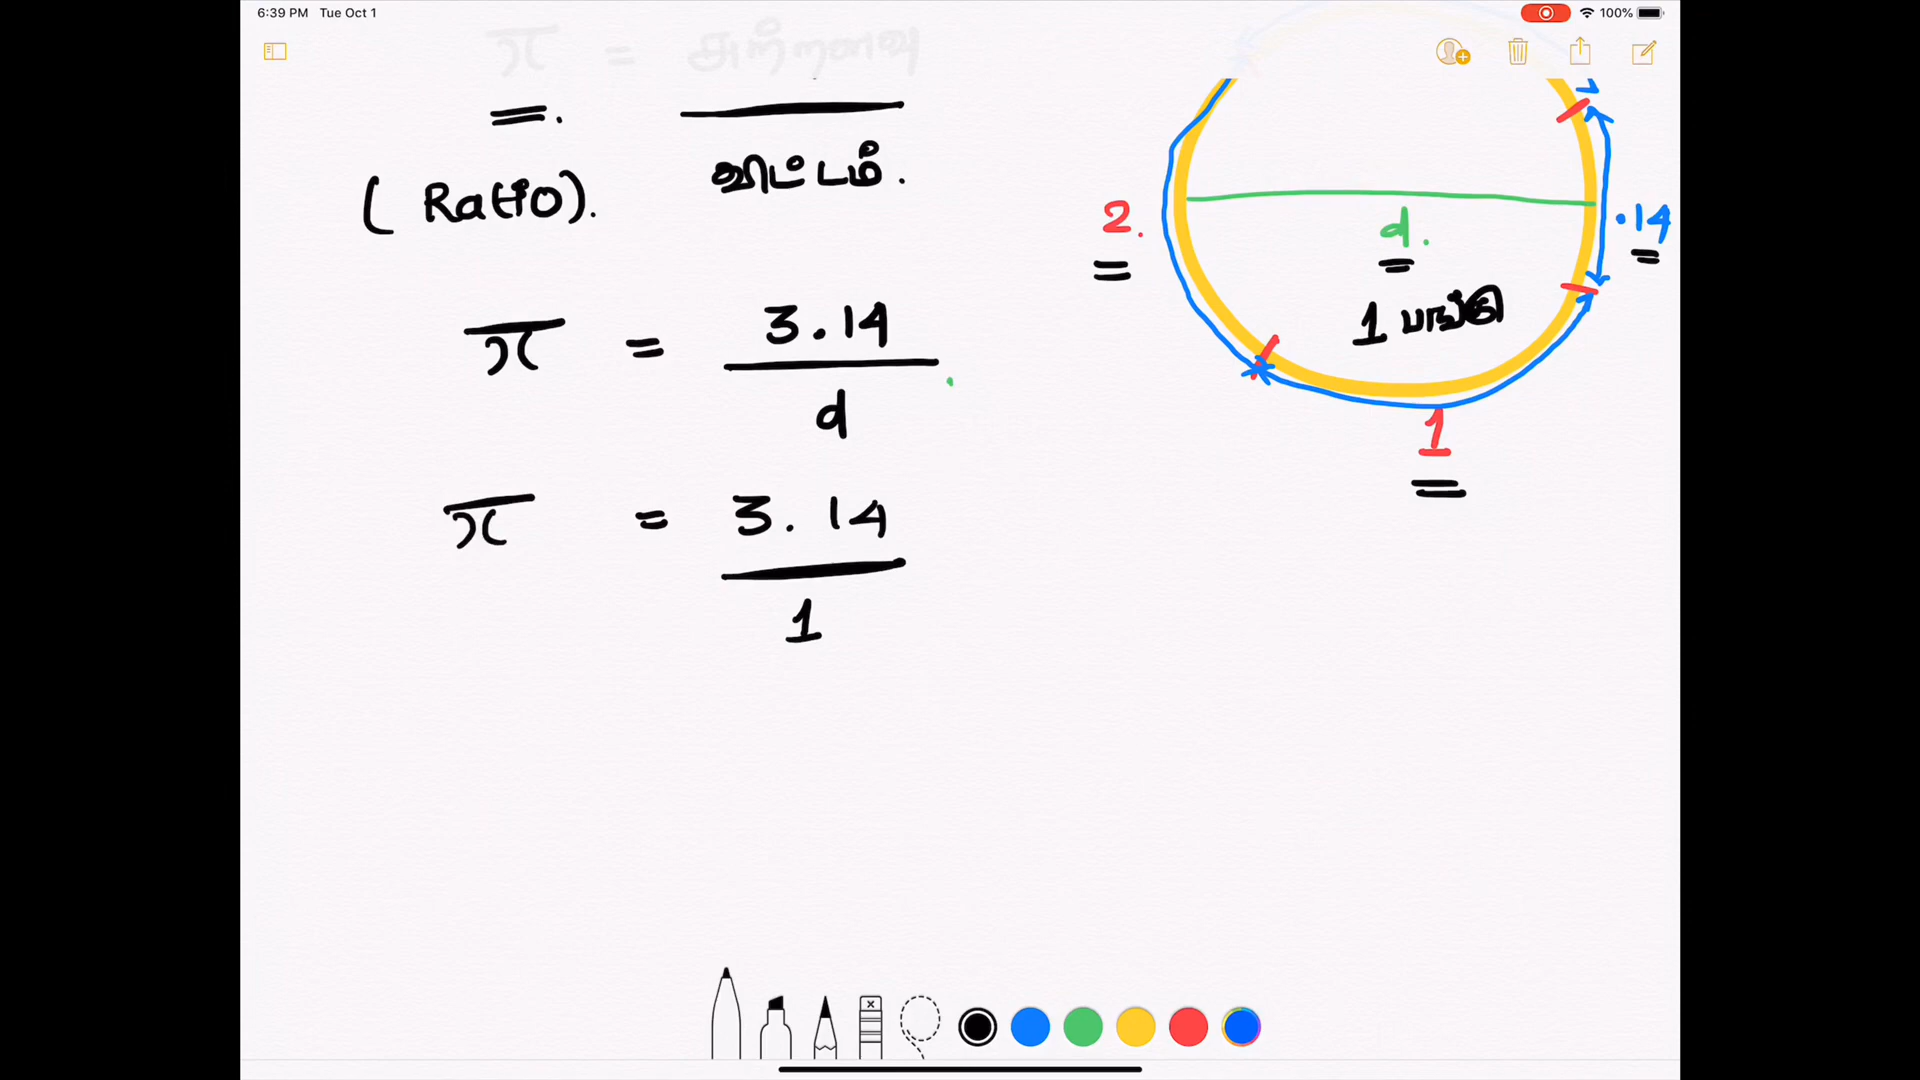 6:39 PM Tue Oct 1
100%
π = சுற்றளவு
=.
விட்டம்.
(Ratio).
π = 3.14
d
π = 3.14
1
2.
d.
.14
1 பங்கு
1